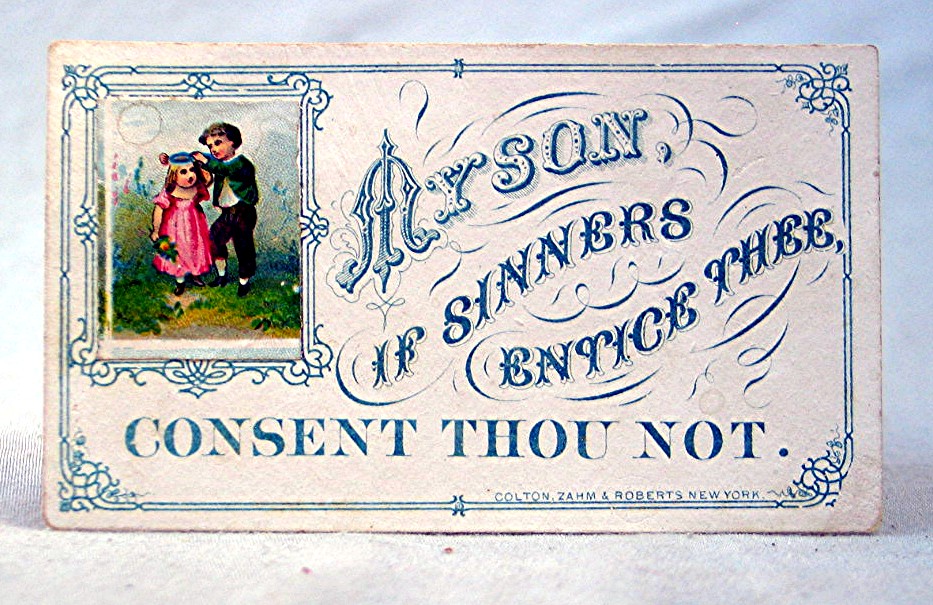 MY SON,
IF SINNERS
ENTICE THEE,
CONSENT THOU NOT.
COLTON, ZAHM & ROBERTS NEW YORK.